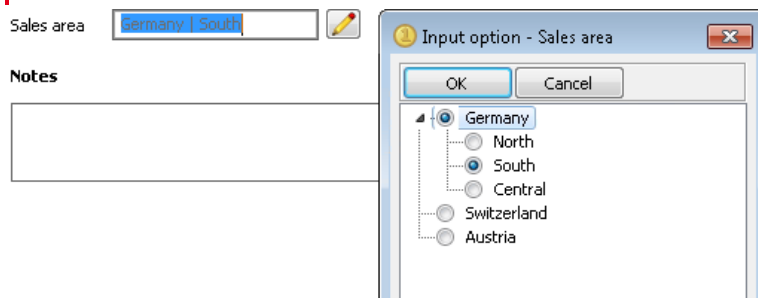 Sales area
Germany | South
Notes
Input option - Sales area
OK
Cancel
Germany
North
South
Central
Switzerland
Austria